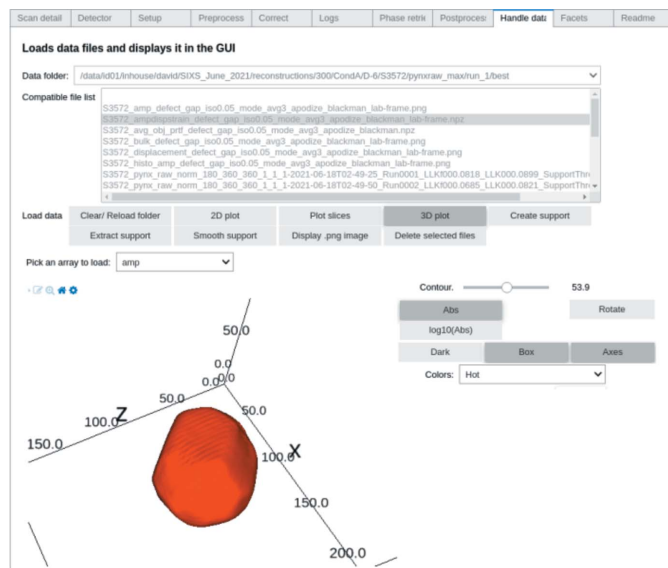 Scan detail Detector Setup Preprocess Correct Logs Phase retrie Postprocess Handle data Facets Readme
Loads data files and displays it in the GUI
Data folder: /data/id01/inhouse/david/SIXS_June_2021/reconstructions/300/CondA/D-6/S3572/pynxraw_max/run_1/best
Compatible file list
S3572_amp_defect_gap_iso0.05_mode_avg3_apodize_blackman_lab-frame.png
S3572_ampdispstrain_defect_gap_iso0.05_mode_avg3_apodize_blackman_lab-frame.npz
S3572_avg_obj_prtf_defect_gap_iso0.05_mode_avg3_apodize_blackman.npz
S3572_bulk_defect_gap_iso0.05_mode_avg3_apodize_blackman_lab-frame.png
S3572_displacement_defect_gap_iso0.05_mode_avg3_apodize_blackman_lab-frame.png
S3572_histo_amp_defect_gap_iso0.05_mode_avg3_apodize_blackman_lab-frame.png
S3572_pynx_raw_norm_180_360_360_1_1_1-2021-06-18T02-49-25_Run0001_LLKf000.0818_LLK000.0899_SupportThr
S3572_pynx_raw_norm_180_360_360_1_1_1-2021-06-18T02-49-50_Run0002_LLKf000.0685_LLK000.0821_SupportThr
Load data Clear/ Reload folder 2D plot Plot slices 3D plot Create support
Extract support Smooth support Display .png image Delete selected files
Pick an array to load: amp
Contour. 53.9
Abs Rotate
log10(Abs)
Dark Box Axes
Colors: Hot
50.0
0.0
0.0 0.0
50.0 50.0
100.0 Z
150.0 100.0 X
150.0
200.0